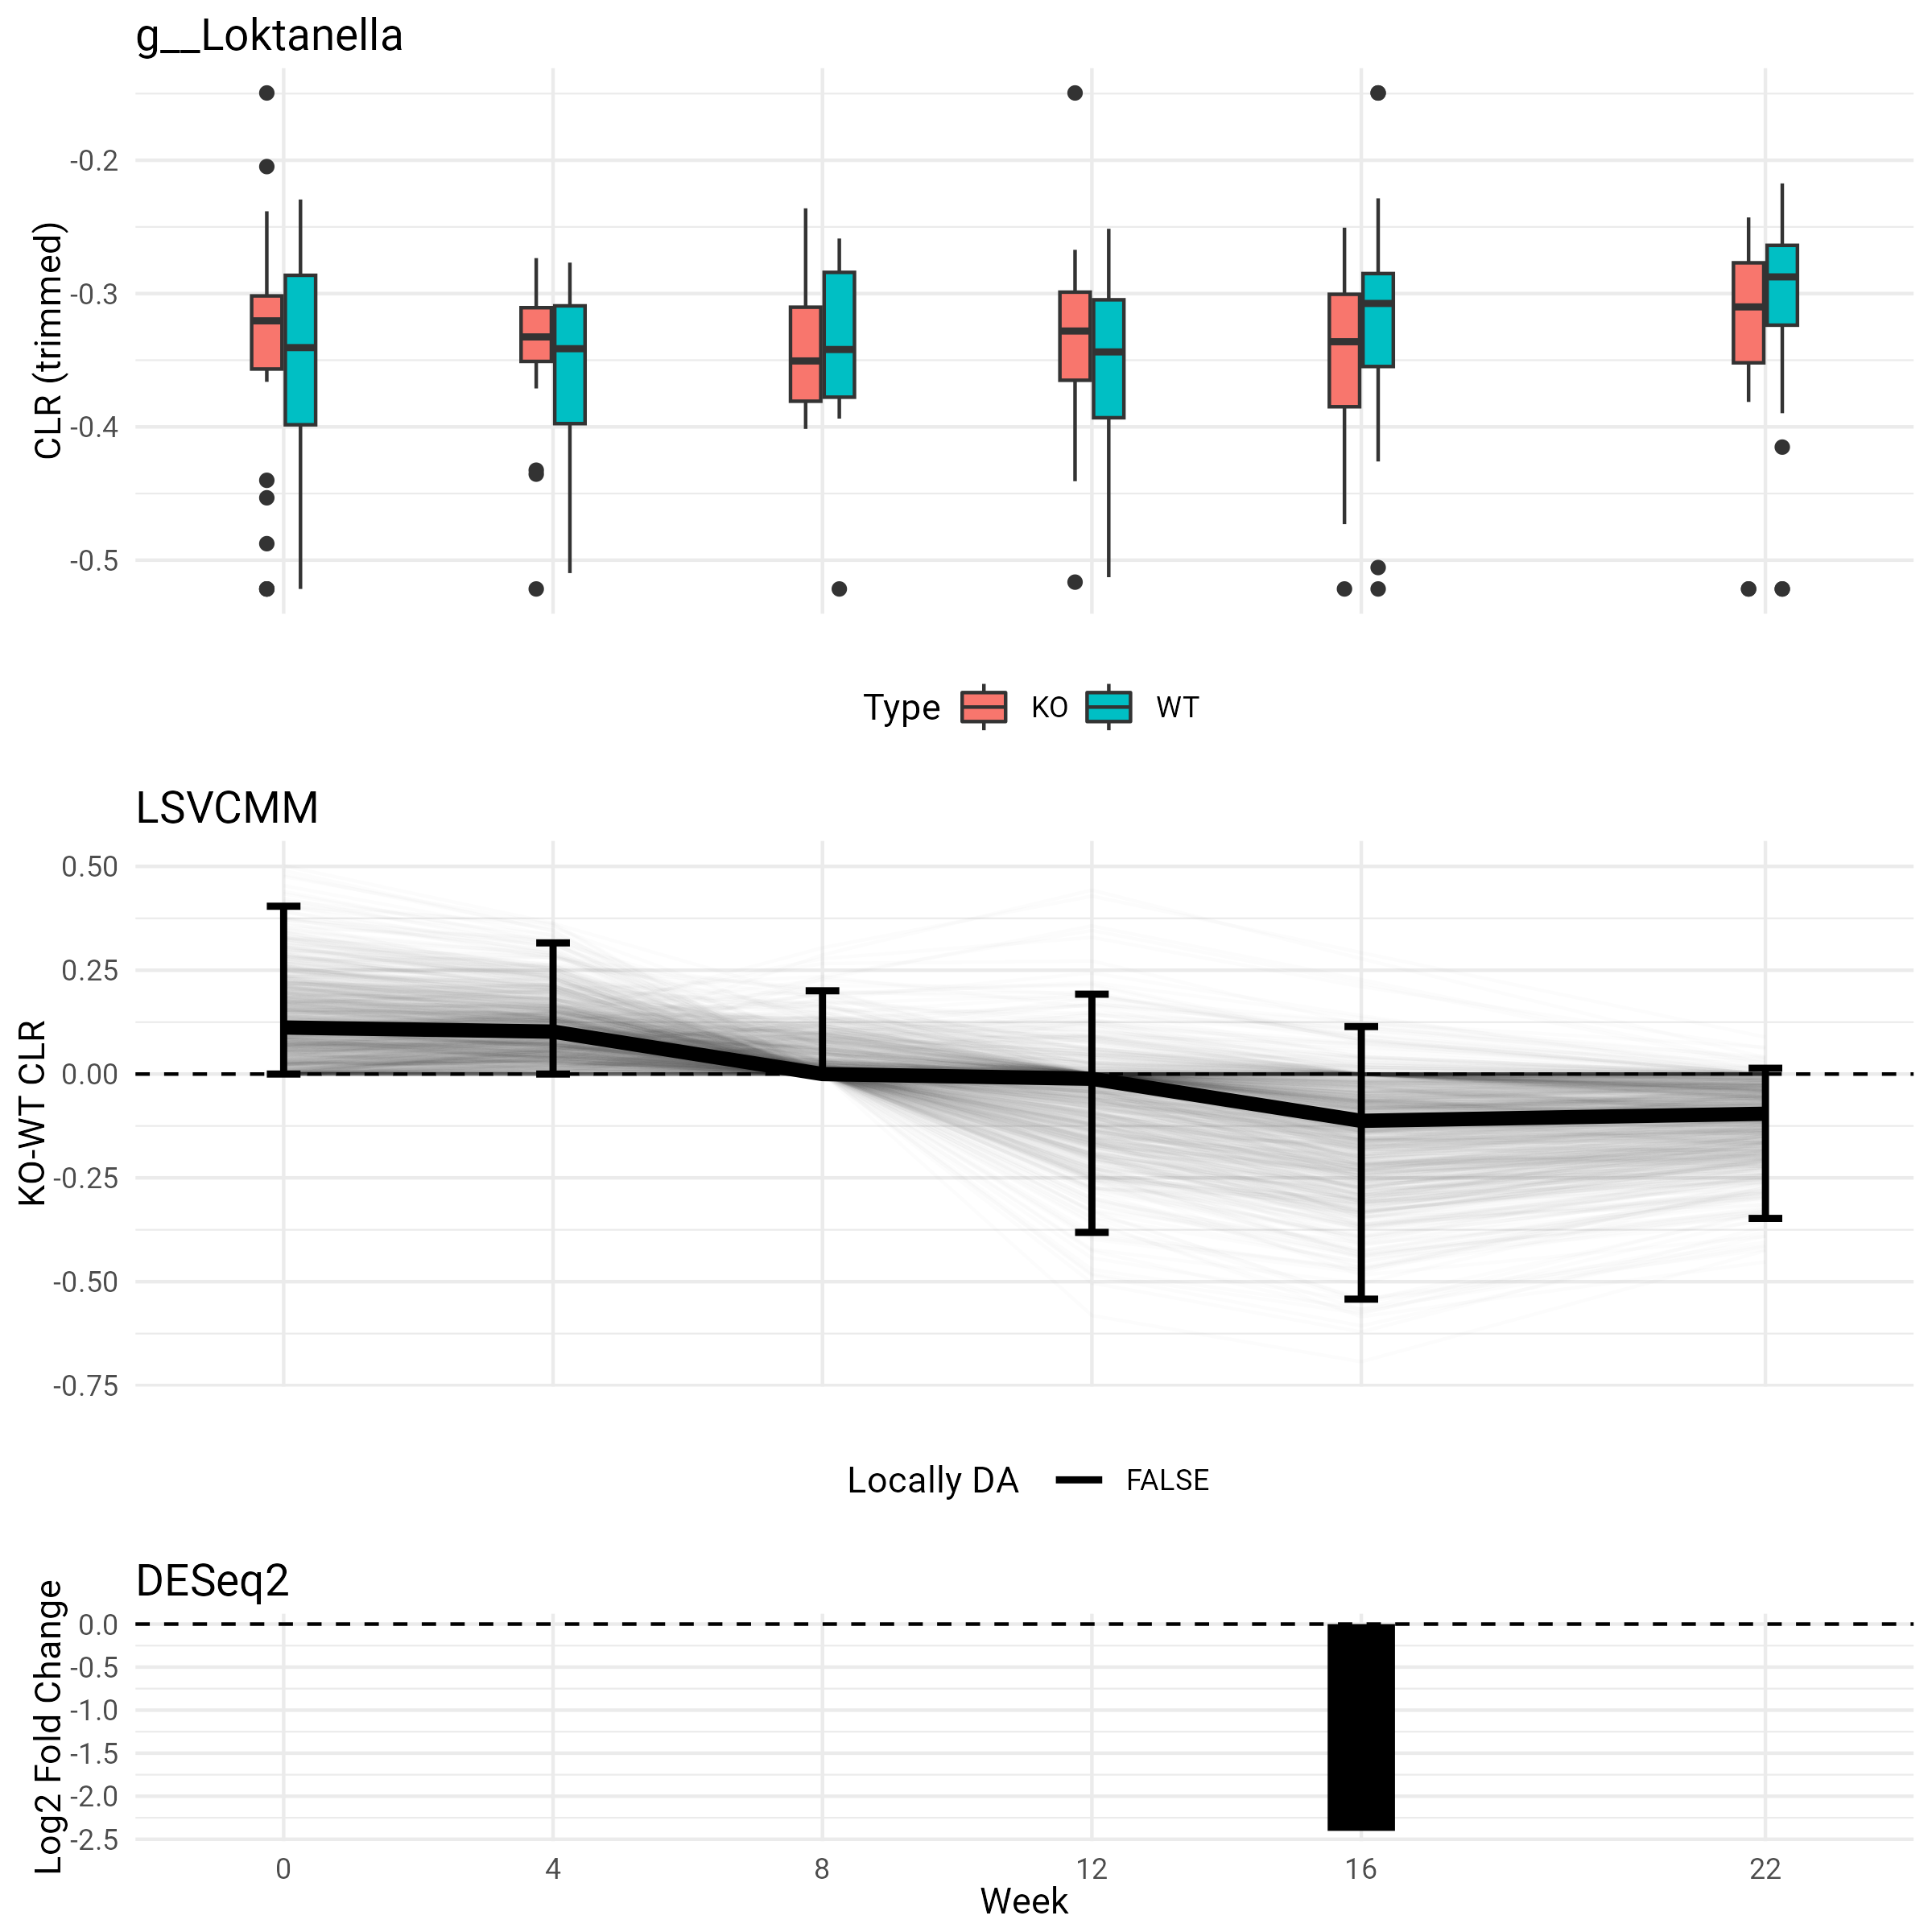 g__Loktanella
CLR (trimmed)
-0.2
-0.3
-0.4
-0.5
Type KO WT
LSVCMM
KO-WT CLR
0.50
0.25
0.00
-0.25
-0.50
-0.75
Locally DA FALSE
DESeq2
Log2 Fold Change
0.0
-0.5
-1.0
-1.5
-2.0
-2.5
0 4 8 12 16 22
Week